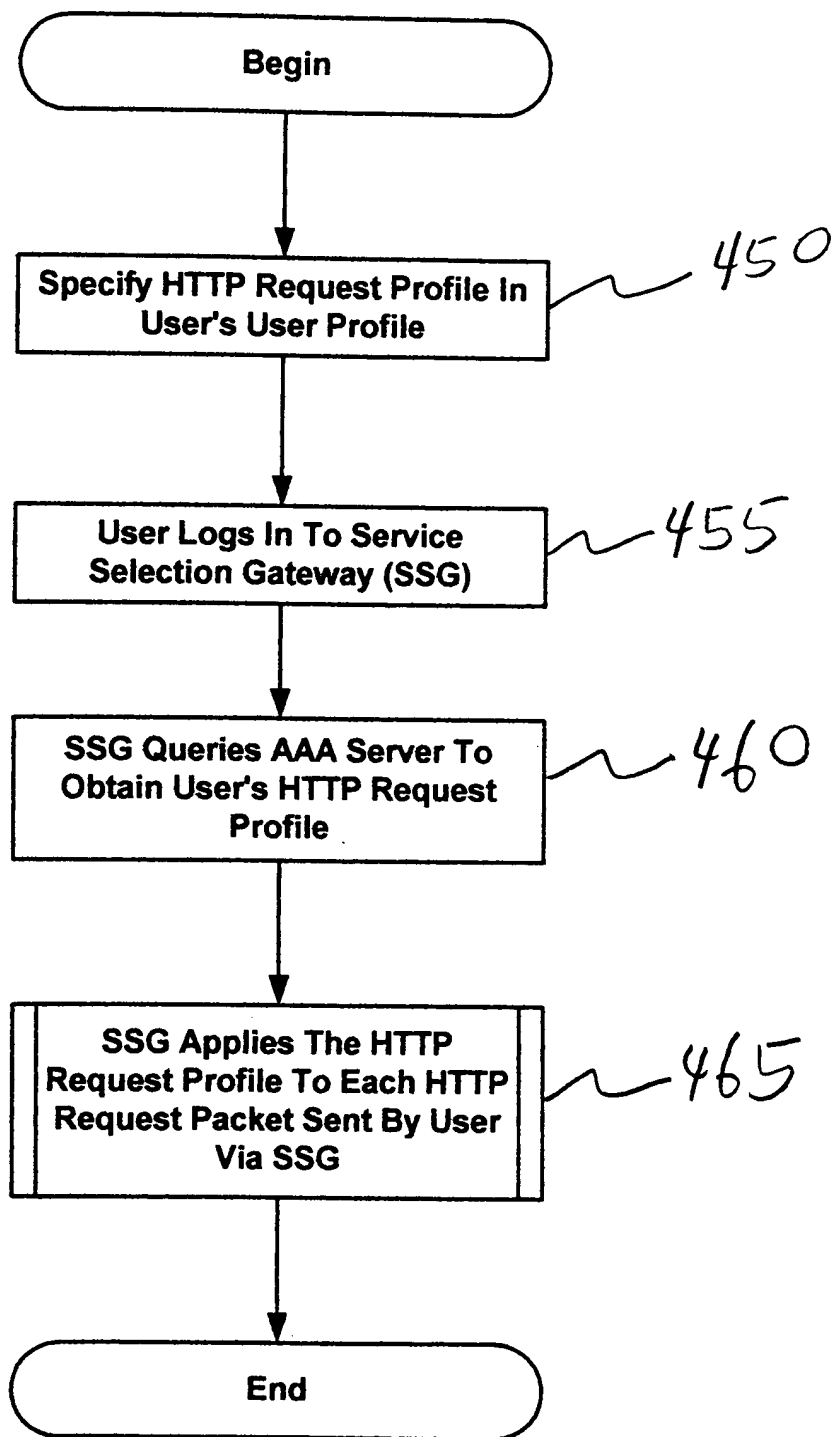 Begin
Specify HTTP Request Profile In
User's User Profile
450
User Logs In To Service
Selection Gateway (SSG)
455
SSG Queries AAA Server To
Obtain User's HTTP Request
Profile
460
SSG Applies The HTTP
Request Profile To Each HTTP
Request Packet Sent By User
Via SSG
465
End